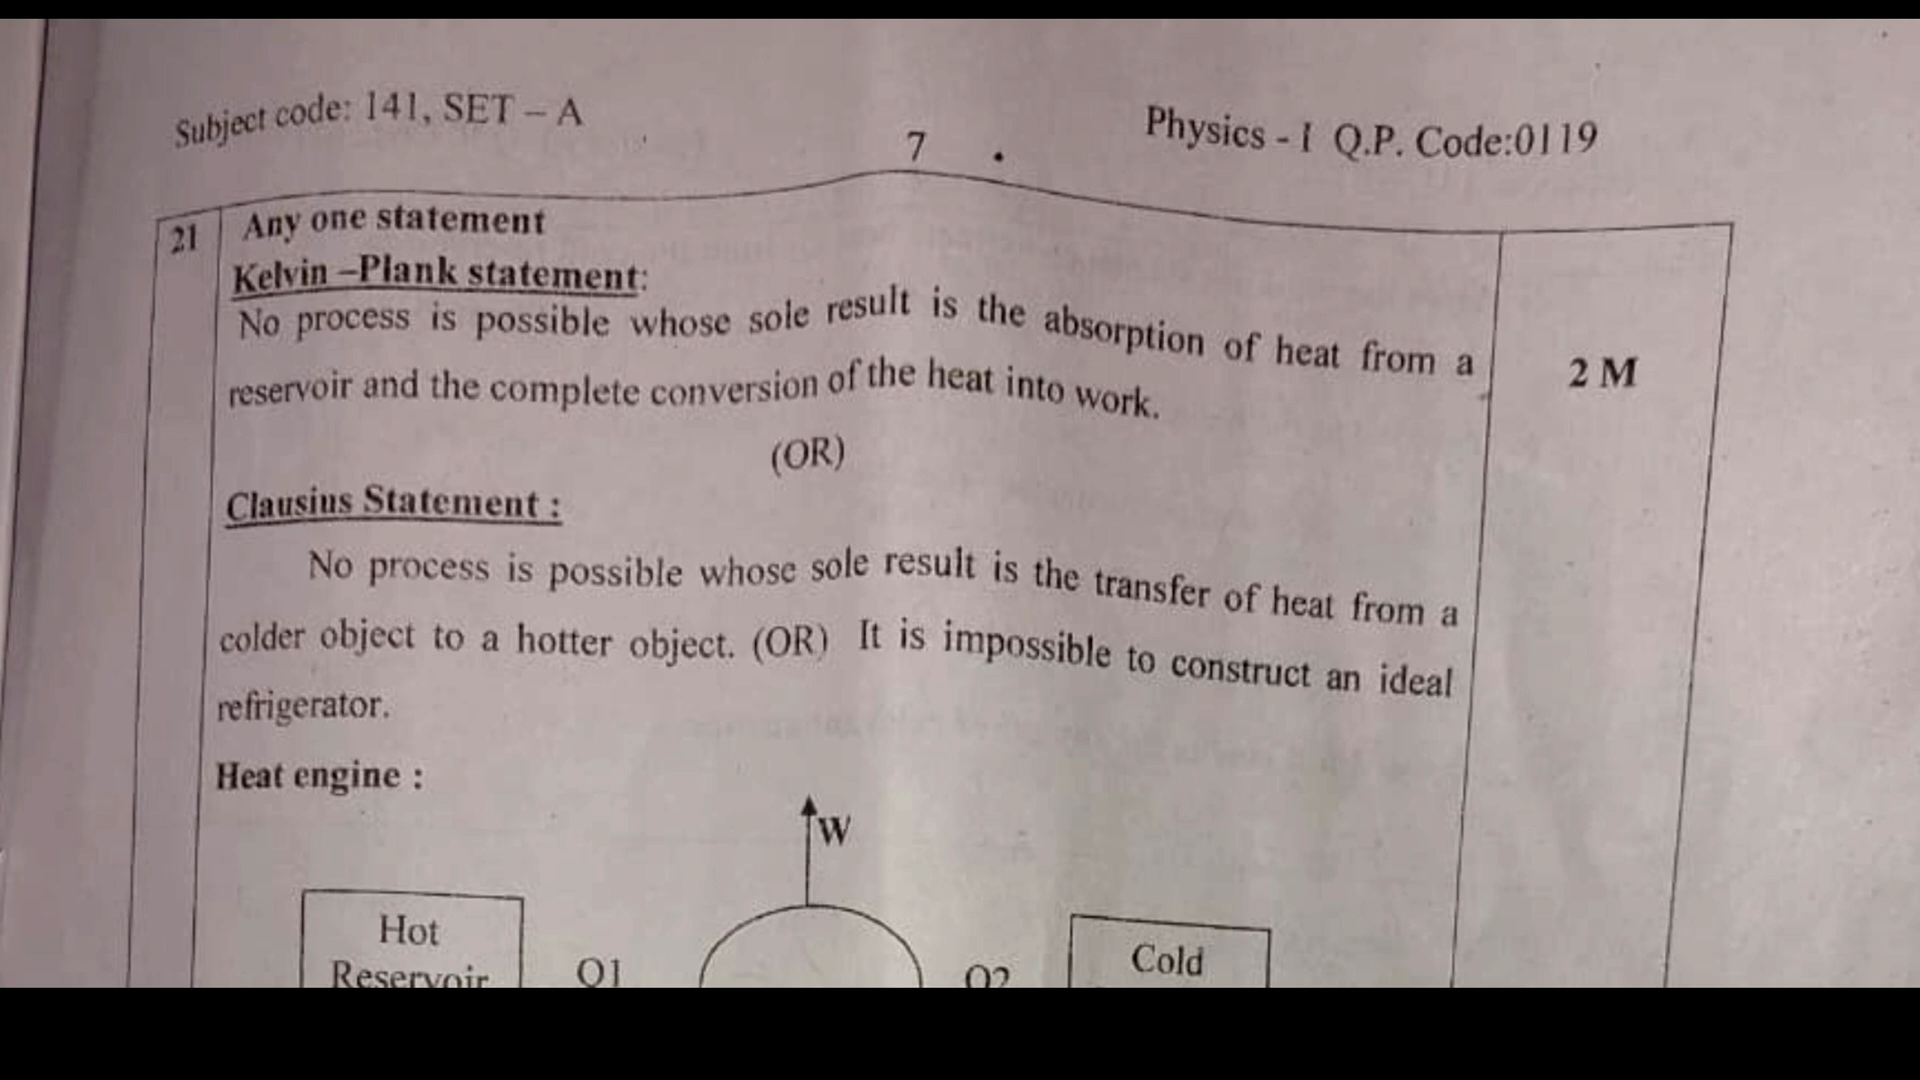 Subject code: 141, SET – A
7
Physics - I Q.P. Code:0119
21
Any one statement
Kelvin –Plank statement:
No process is possible whose sole result is the absorption of heat from a
reservoir and the complete conversion of the heat into work.
2 M
(OR)
Clausius Statement :
No process is possible whose sole result is the transfer of heat from a
colder object to a hotter object. (OR) It is impossible to construct an ideal
refrigerator.
Heat engine :
W
Hot
Reservoir
Q1
Q2
Cold